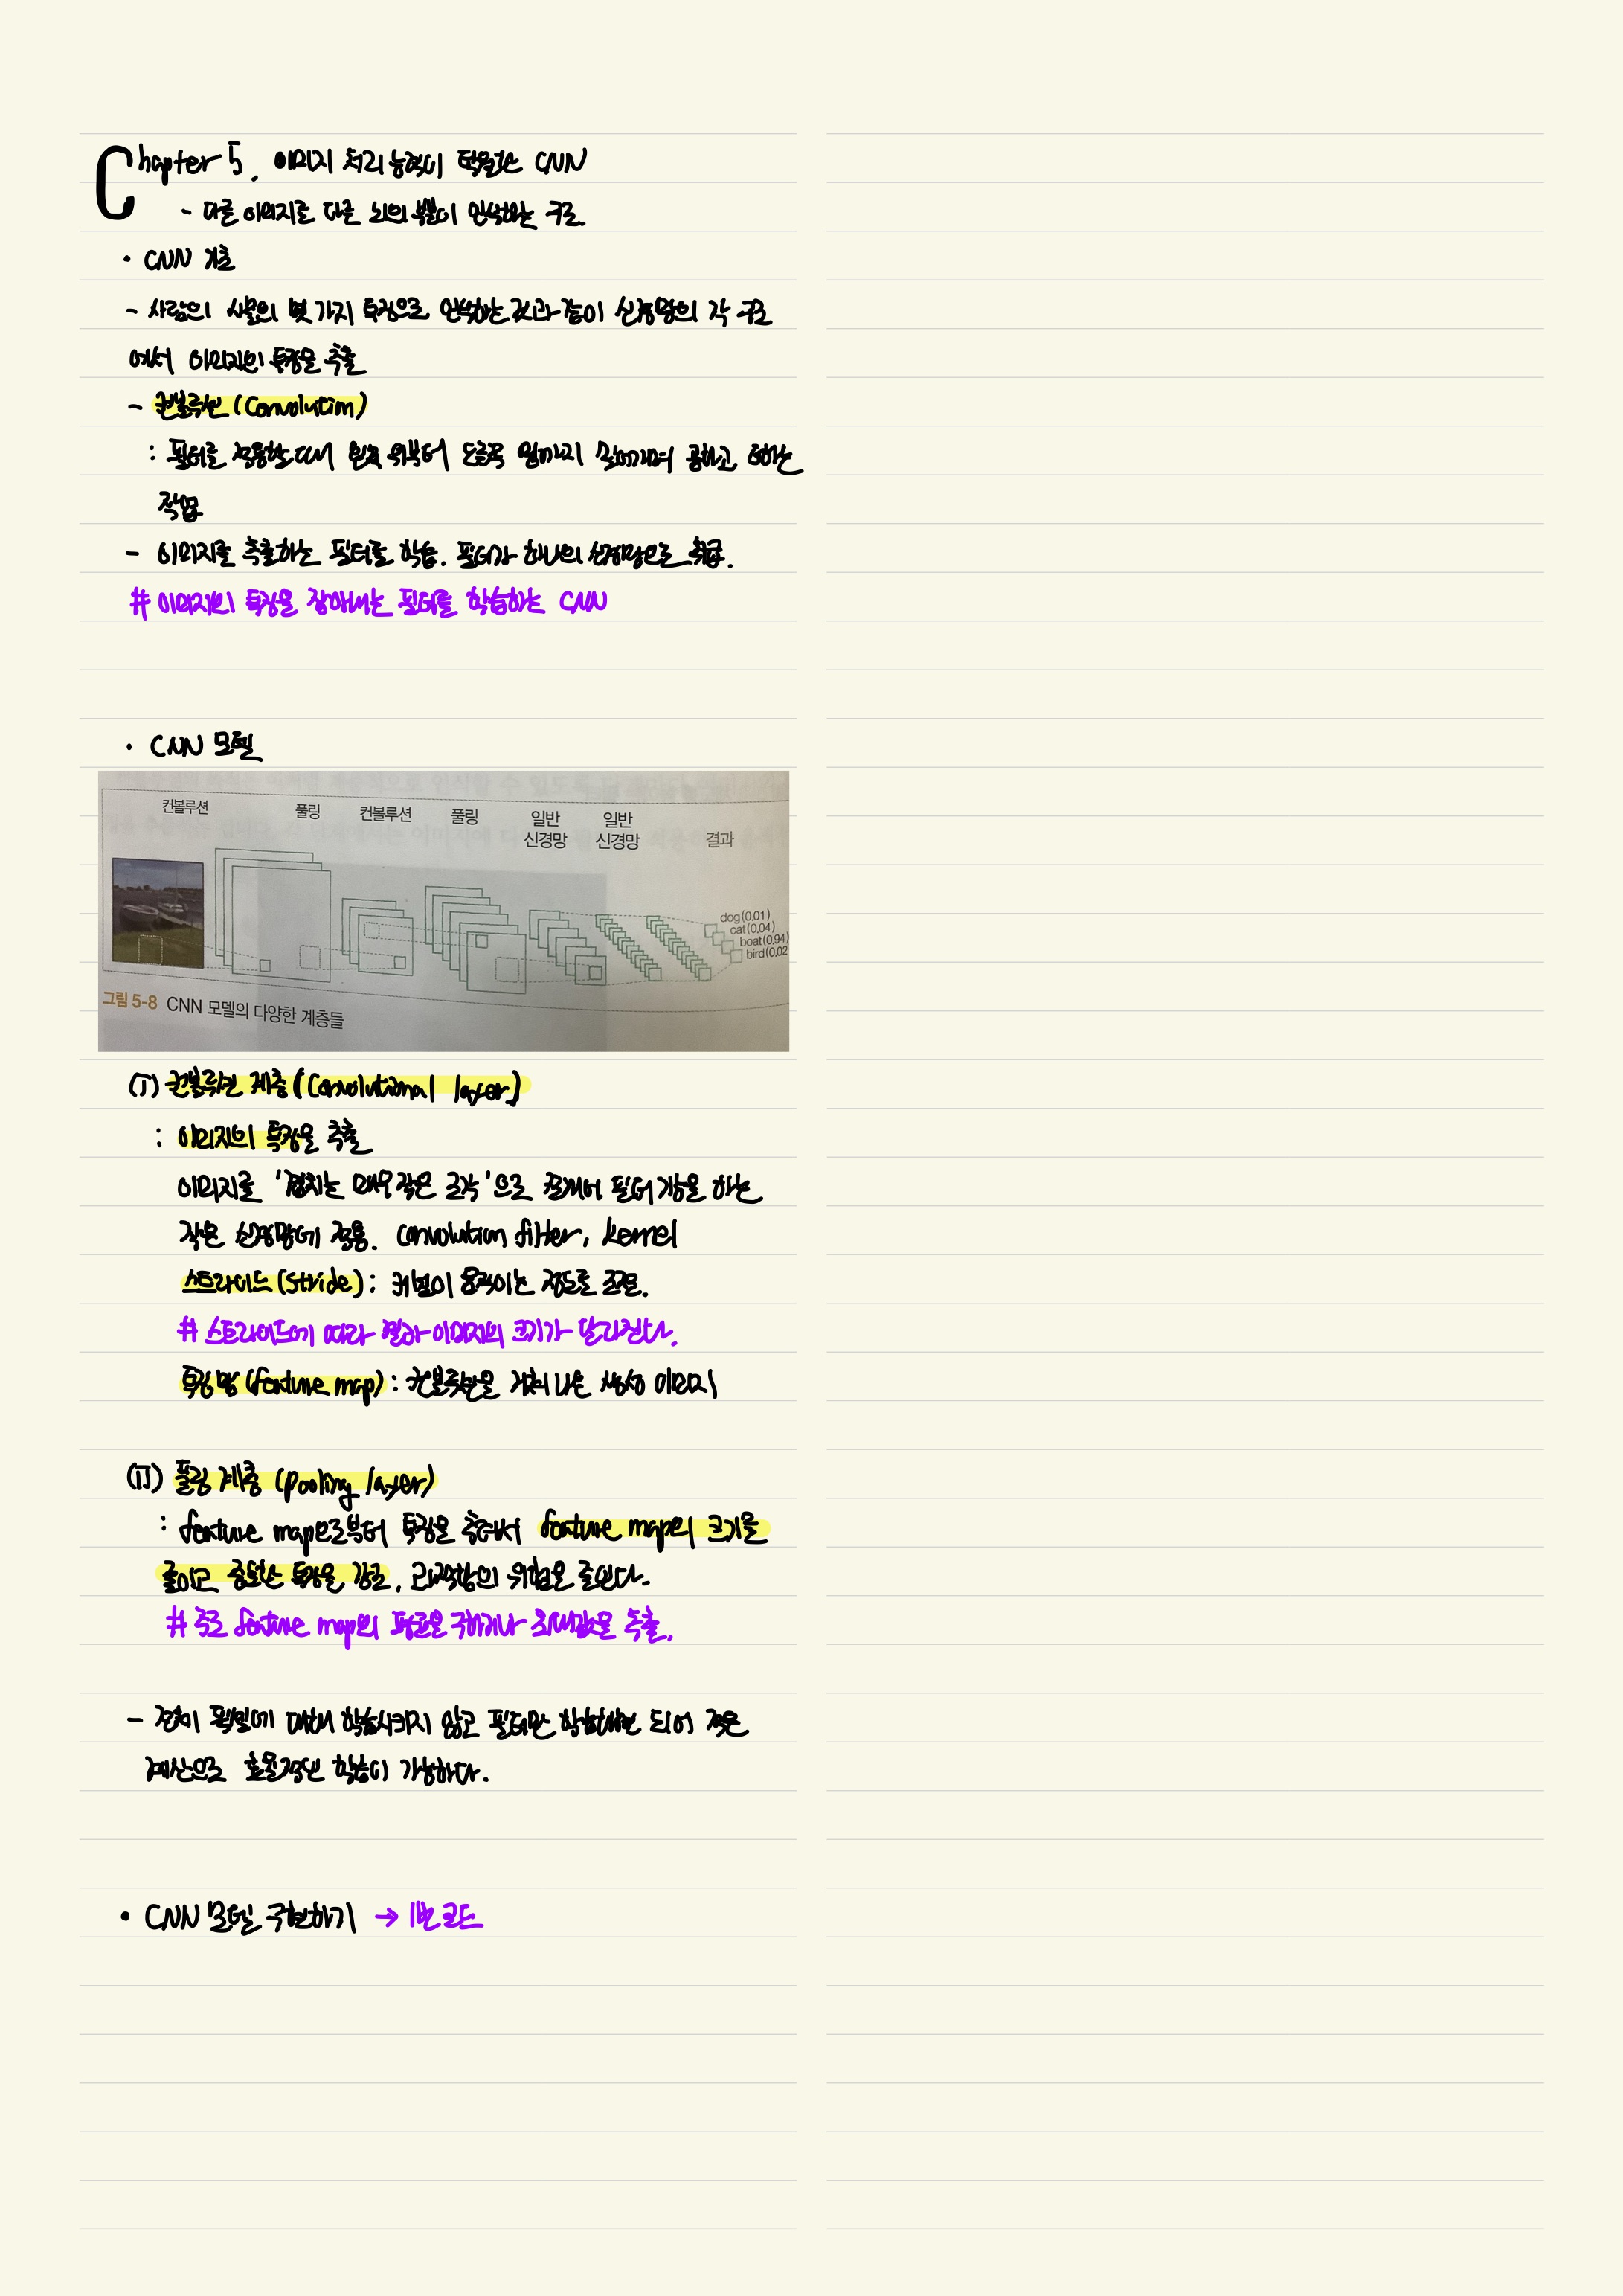 Chapter 5. 이미지 처리 능력이 탁월한 CNN
- 다른 이미지를 다른 뇌의 부분이 인식하는 구조.
• CNN 기초
- 사람이 사물의 몇 가지 특징으로 인식하는 것과 같이 신경망의 각 구조
에서 이미지의 특징을 추출
- 컨볼루션 (Convolution)
: 필터를 적용할 때 왼쪽 위부터 오른쪽 밑까지 밀어가며 곱하고, 더하는
작업
- 이미지를 추출하는 필터를 학습. 필터가 하나의 신경망으로 취급.
# 이미지의 특징을 잡아내는 필터를 학습하는 CNN
• CNN 모델
컨볼루션 풀링 컨볼루션 풀링 일반 신경망 일반 신경망 결과
dog (0.01)
cat (0.04)
boat (0.94)
bird (0.02
그림 5-8 CNN 모델의 다양한 계층들
(I) 컨볼루션 계층 (Convolutional layer)
: 이미지의 특징을 추출
이미지를 '겹치는 매우 작은 조각'으로 쪼개어 필터 기능을 하는
작은 신경망에 적용. convolution filter, kernel
스트라이드 (stride) : 커널이 움직이는 정도를 조절.
# 스트라이드에 따라 결과 이미지의 크기가 달라진다.
특징 맵 (feature map) : 컨볼루션을 거쳐 나온 생성 이미지
(II) 풀링 계층 (pooling layer)
: feature map으로부터 특징을 추려서 feature map의 크기를
줄이고 중요한 특징을 강조, 과적합의 위험을 줄인다.
# 주로 feature map의 평균을 구하거나 최대값을 추출.
- 전체 픽셀에 대해 학습시키지 않고 필터만 학습하면 되어 적은
계산으로 효율적인 학습이 가능하다.
• CNN 모델 구현하기 → 1번 코드